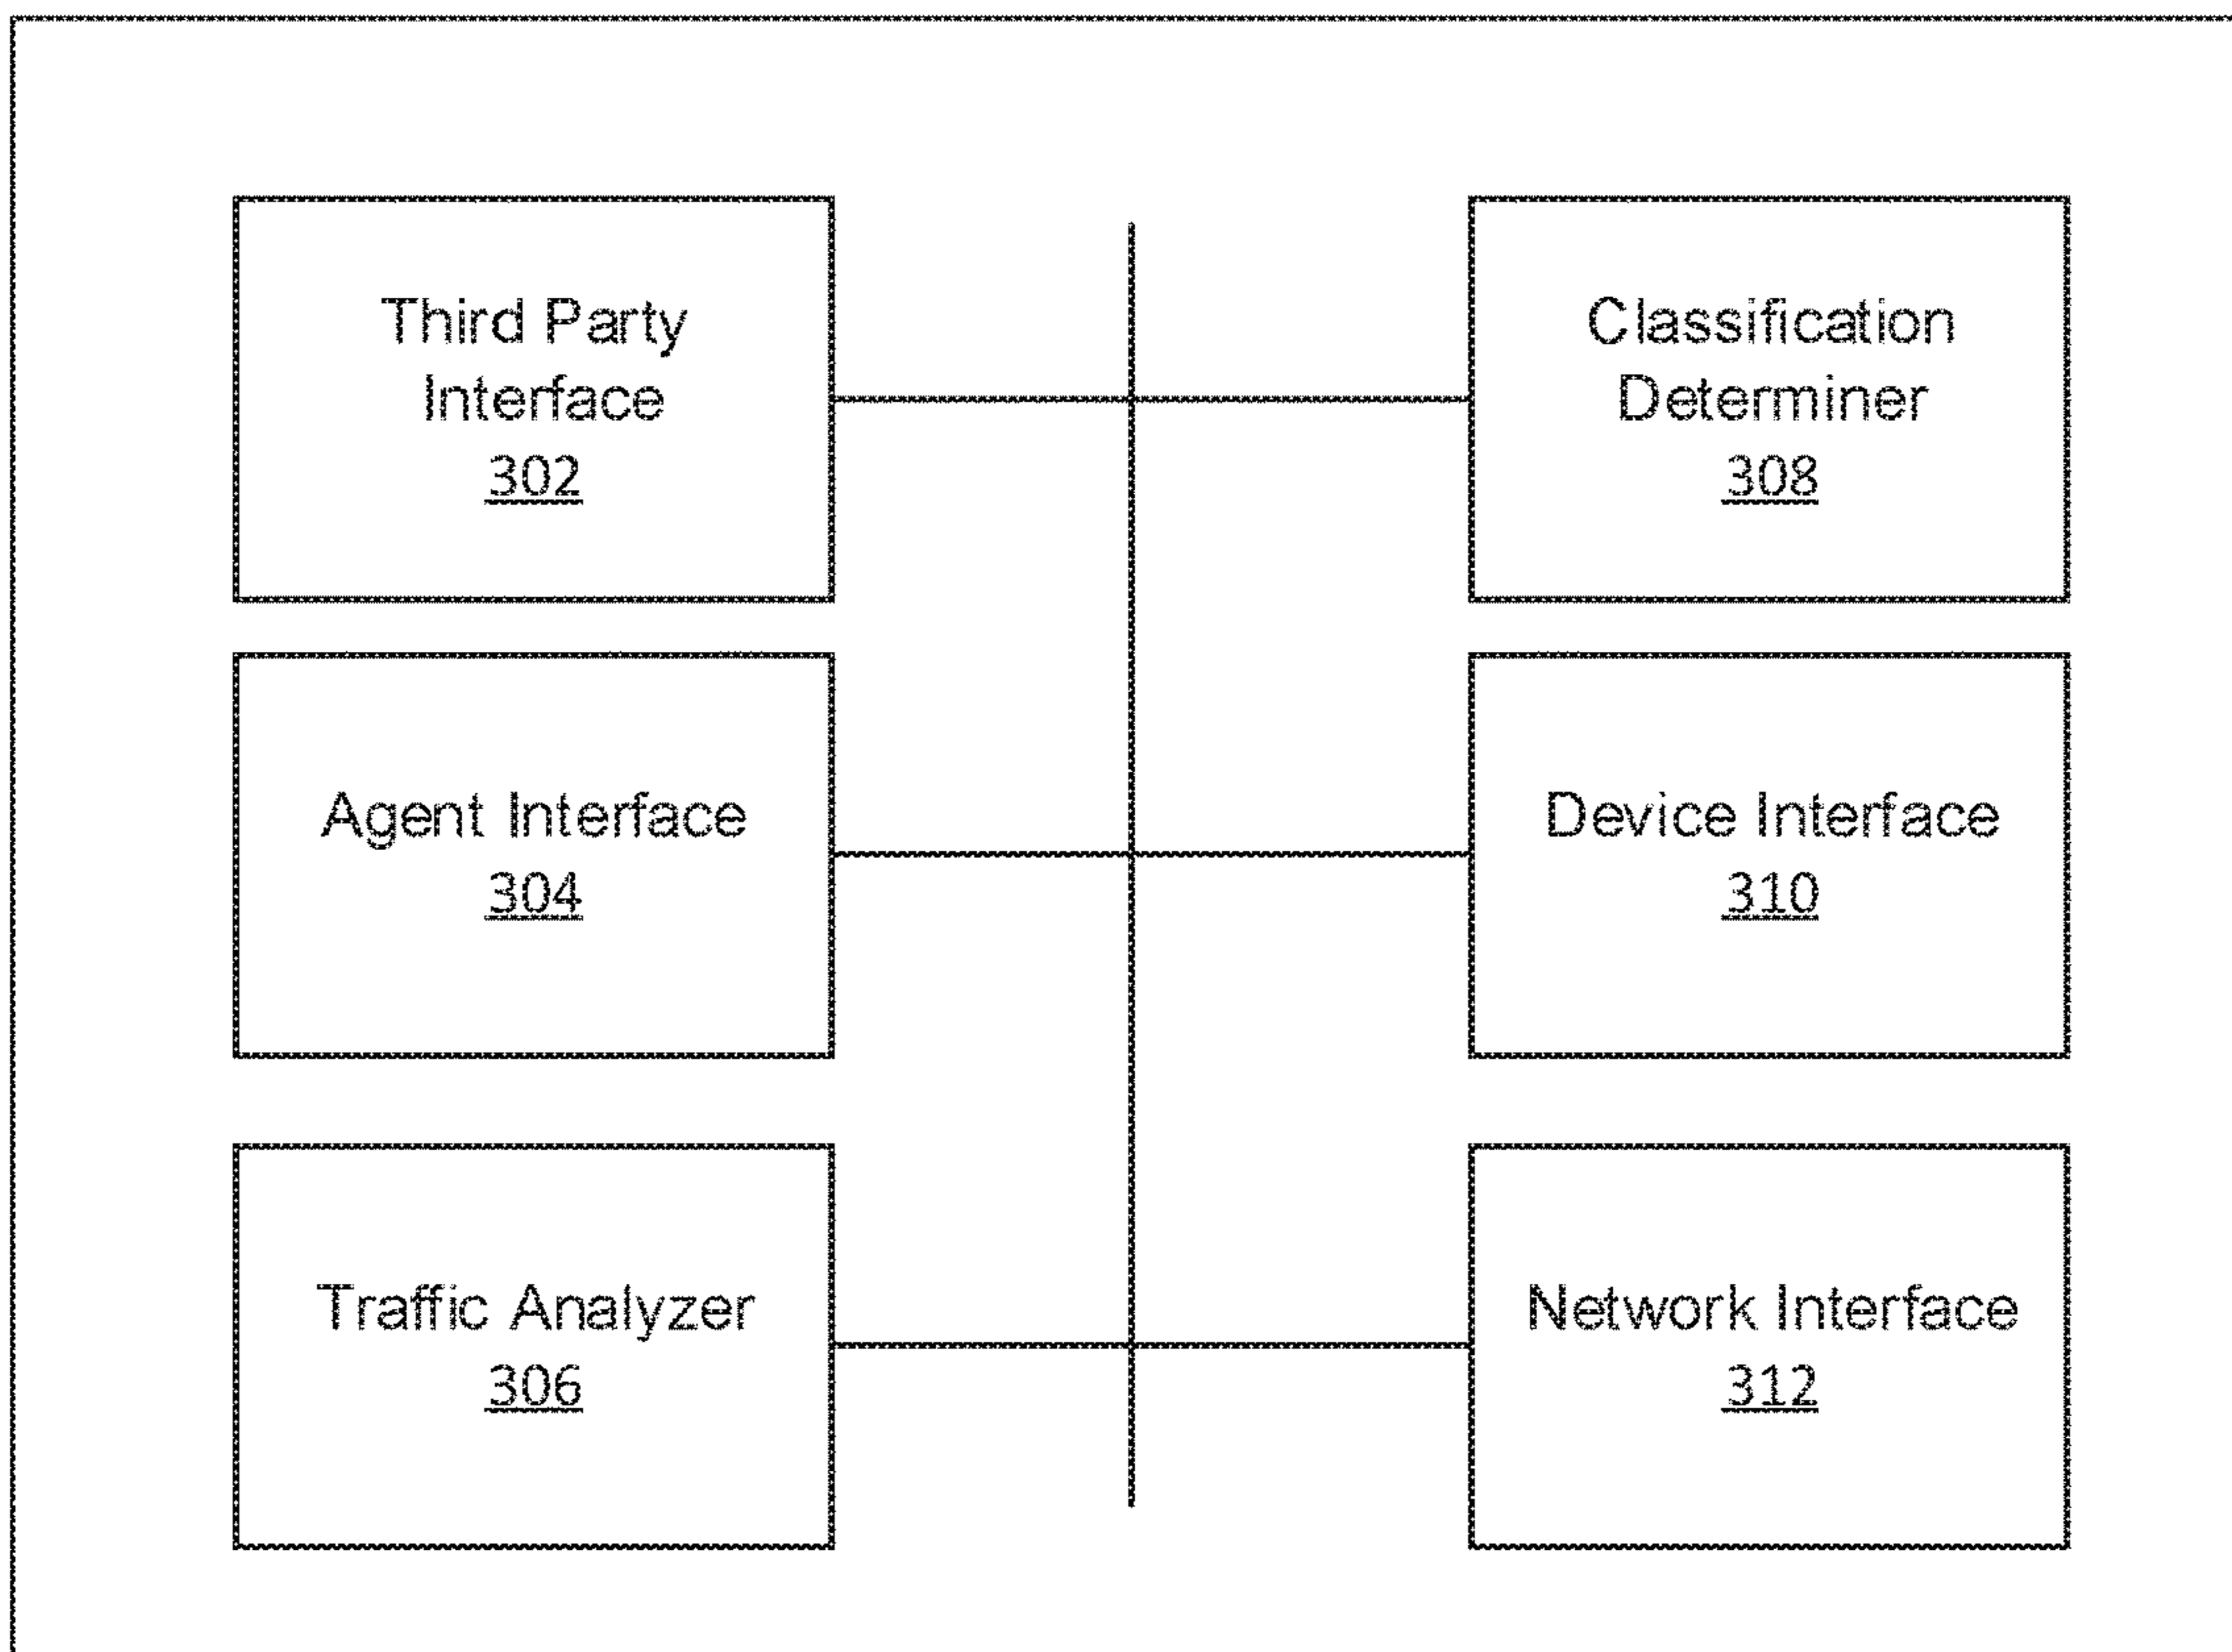 Third Party
Interface
302
Classification
Determiner
308
Agent Interface
304
Device Interface
310
Traffic Analyzer
306
Network Interface
312